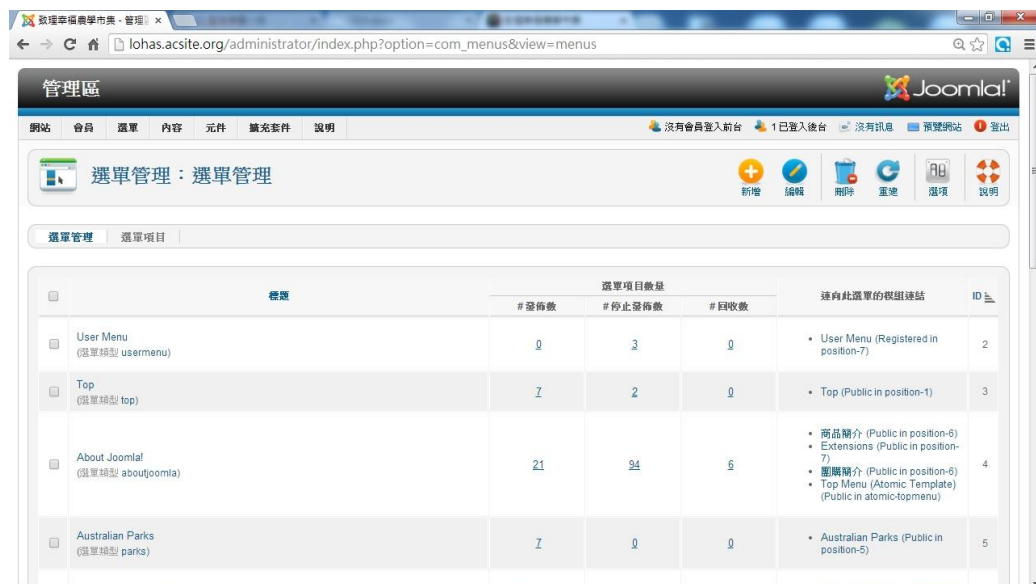 致理幸福農學市集 - 管理
lohas.acsite.org/administrator/index.php?option=com_menus&view=menus
管理區
Joomla!
網站 會員 選單 內容 元件 擴充套件 說明
沒有會員登入前台 1已登入後台 沒有訊息 預覽網站 登出
選單管理：選單管理
新增 編輯 刪除 重建 選項 說明
選單管理 選單項目
標題 選單項目數量 連向此選單的模組連結 ID
# 發佈數 # 停止發佈數 # 回收數
User Menu
(選單類型 usermenu)
0 3 0
• User Menu (Registered in
position-7)
2
Top
(選單類型 top)
7 2 0
• Top (Public in position-1)
3
About Joomla!
(選單類型 aboutjoomla)
21 94 6
• 商品簡介 (Public in position-6)
• Extensions (Public in position-
7)
• 團購簡介 (Public in position-6)
• Top Menu (Atomic Template)
(Public in atomic-topmenu)
4
Australian Parks
(選單類型 parks)
7 0 0
• Australian Parks (Public in
position-5)
5